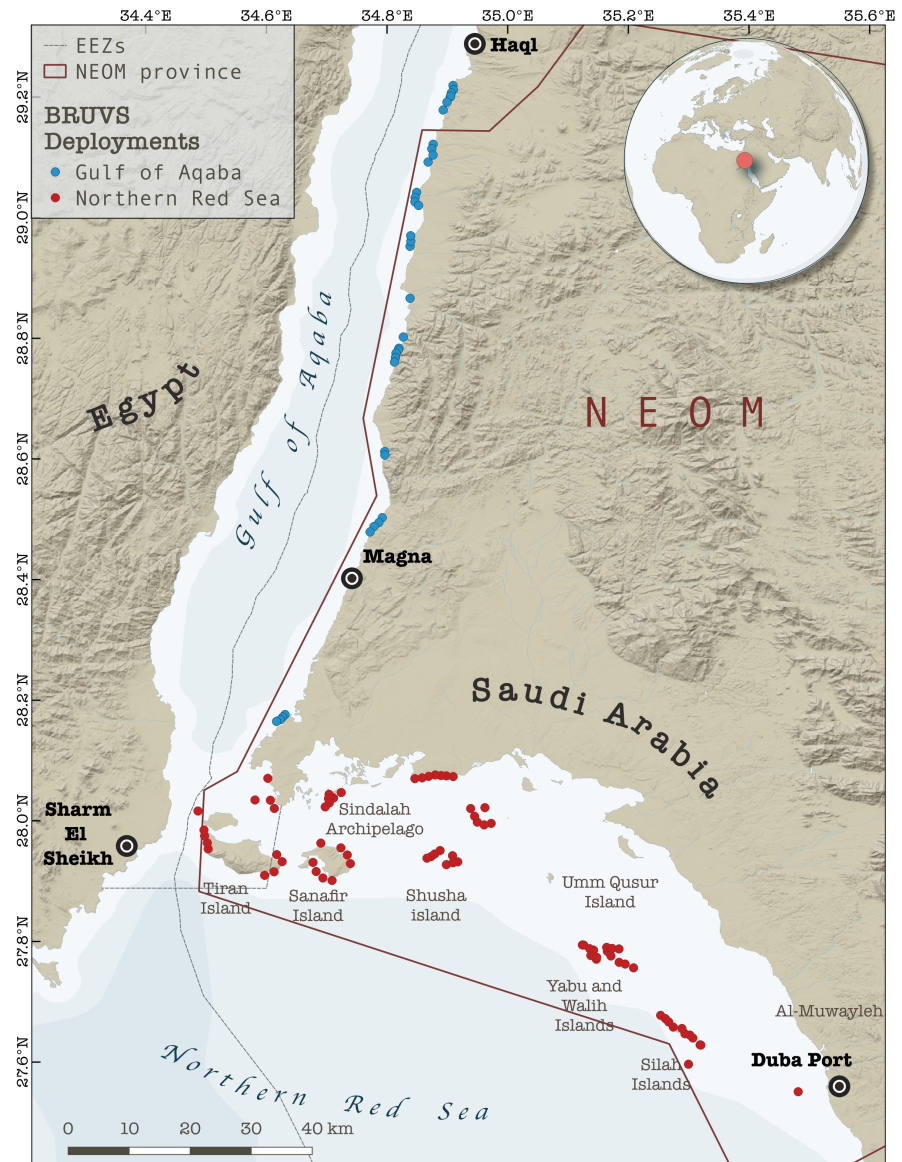 34.4°E 34.6°E 34.8°E 35.0°E 35.2°E 35.4°E 35.6°E
EEZs
NEOM province
BRUVS
Deployments
Gulf of Aqaba
Northern Red Sea
Haql
29.2°N
29.0°N
28.8°N
28.6°N
28.4°N
28.2°N
28.0°N
27.8°N
27.6°N
Egypt
Gulf of Aqaba
NEOM
Magna
Saudi Arabia
Sharm
El
Sheikh
Sindalah
Archipelago
Tiran
Island
Sanafir
Island
Shusha
island
Umm Qusur
Island
Yabu and
Walih
Islands
Al-Muwayleh
Silah
Islands
Duba Port
Northern Red Sea
0 10 20 30 40 km